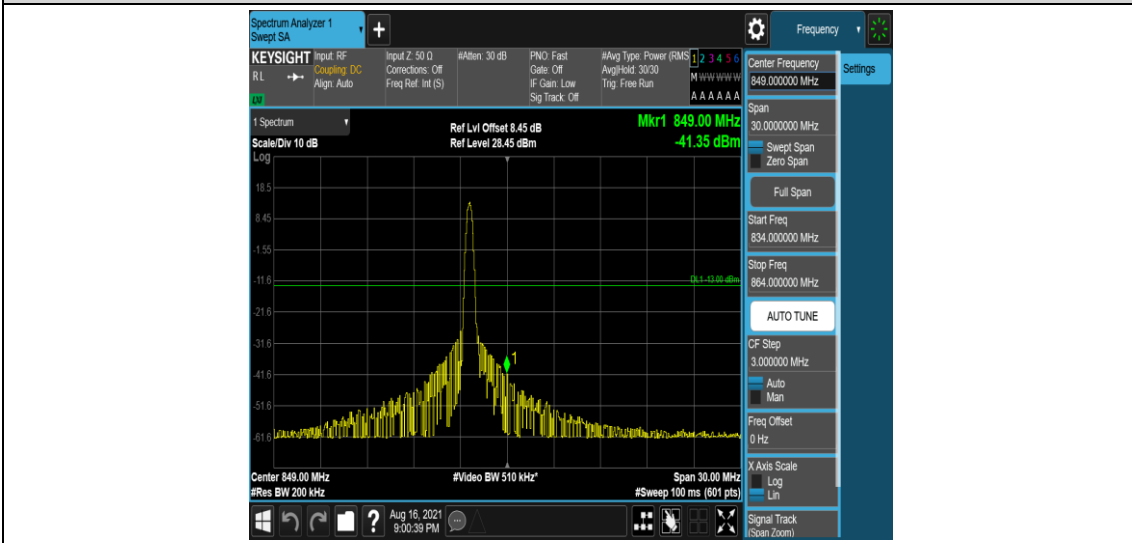 Spectrum Analyzer 1
Swept SA
+
Frequency
KEYSIGHT
RL
LXI
Input: RF
Coupling: DC
Align: Auto
Input Z: 50 Ω
Corrections: Off
Freq Ref: Int (S)
#Atten: 30 dB
PNO: Fast
Gate: Off
IF Gain: Low
Sig Track: Off
#Avg Type: Power (RMS
Avg|Hold: 30/30
Trig: Free Run
1 2 3 4 5 6
M W W W W W
A A A A A A
1 Spectrum
Scale/Div 10 dB
Ref Lvl Offset 8.45 dB
Ref Level 28.45 dBm
Mkr1 849.00 MHz
-41.35 dBm
Log
18.5
8.45
-1.55
-11.6
-21.6
-31.6
-41.6
-51.6
-61.6
DL1 -13.00 dBm
1
Center 849.00 MHz
#Res BW 200 kHz
#Video BW 510 kHz*
Span 30.00 MHz
#Sweep 100 ms (601 pts)
Center Frequency
849.000000 MHz
Settings
Span
30.0000000 MHz
Swept Span
Zero Span
Full Span
Start Freq
834.000000 MHz
Stop Freq
864.000000 MHz
AUTO TUNE
CF Step
3.000000 MHz
Auto
Man
Freq Offset
0 Hz
X Axis Scale
Log
Lin
Signal Track
(Span Zoom)
?
Aug 16, 2021
9:00:39 PM